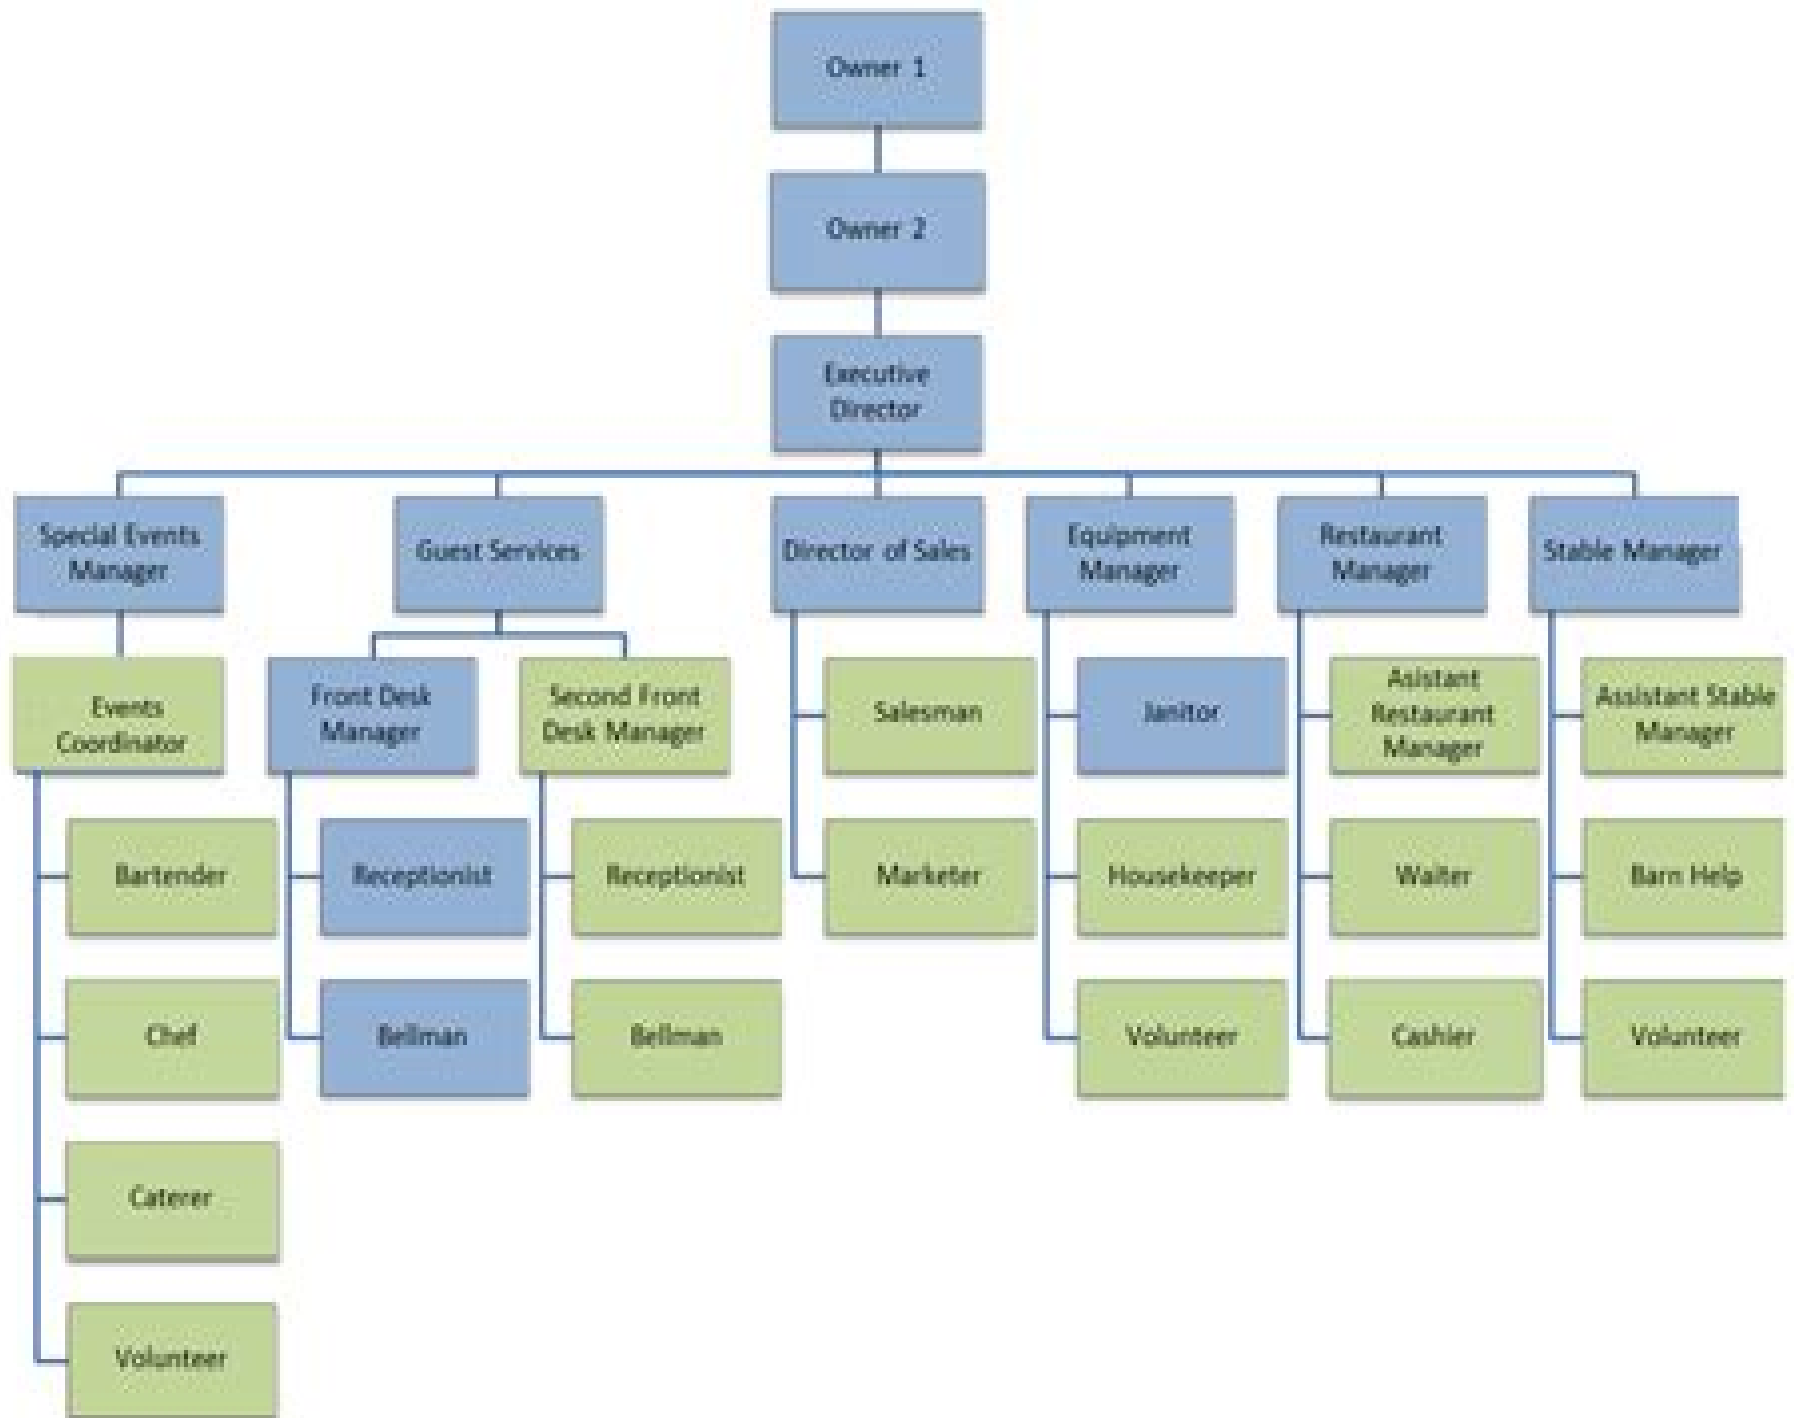 Owner 1
Owner 2
Executive
Director
Special Events
Manager
Guest Services
Director of Sales
Equipment
Manager
Restaurant
Manager
Stable Manager
Events
Coordinator
Front Desk
Manager
Second Front
Desk Manager
Salesman
Janitor
Asistant
Restaurant
Manager
Assistant Stable
Manager
Bartender
Receptionist
Receptionist
Marketer
Housekeeper
Waiter
Barn Help
Chef
Bellman
Bellman
Volunteer
Cashier
Volunteer
Caterer
Volunteer